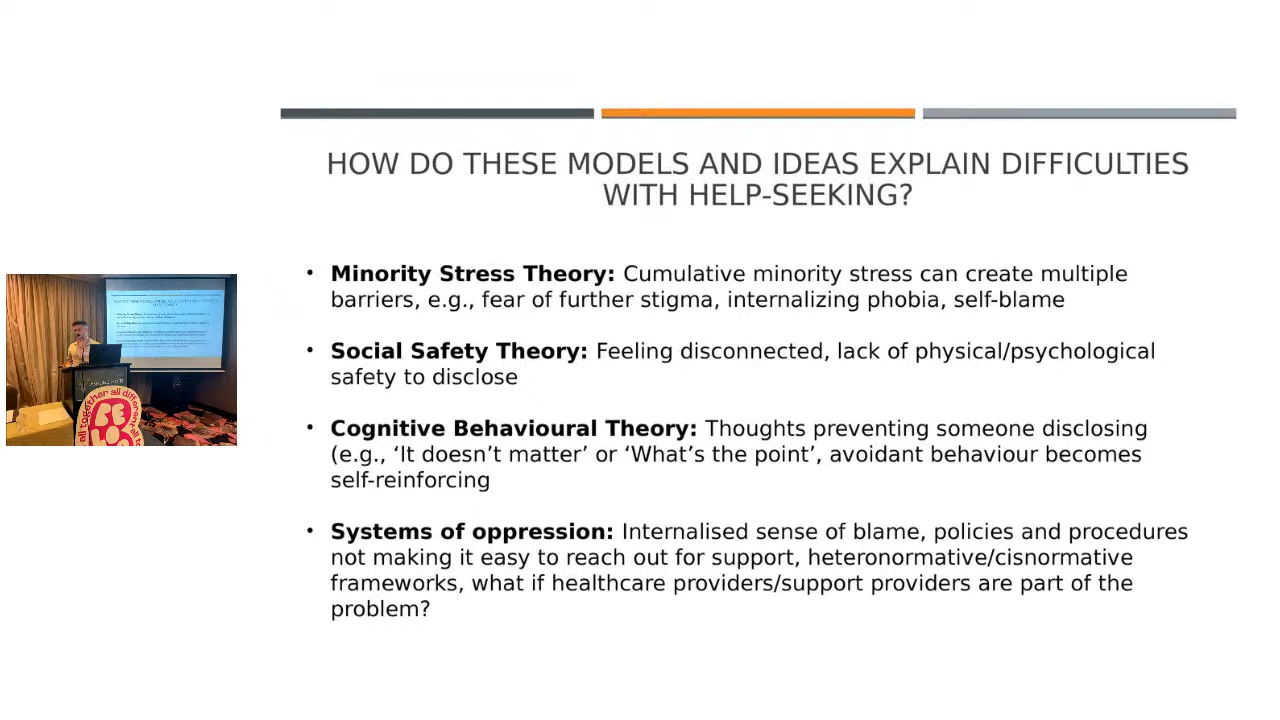 HOW DO THESE MODELS AND IDEAS EXPLAIN DIFFICULTIES
WITH HELP-SEEKING?
• Minority Stress Theory: Cumulative minority stress can create multiple
barriers, e.g., fear of further stigma, internalizing phobia, self-blame
• Social Safety Theory: Feeling disconnected, lack of physical/psychological
safety to disclose
• Cognitive Behavioural Theory: Thoughts preventing someone disclosing
(e.g., ‘It doesn’t matter’ or ‘What’s the point’, avoidant behaviour becomes
self-reinforcing
• Systems of oppression: Internalised sense of blame, policies and procedures
not making it easy to reach out for support, heteronormative/cisnormative
frameworks, what if healthcare providers/support providers are part of the
problem?
all together all different